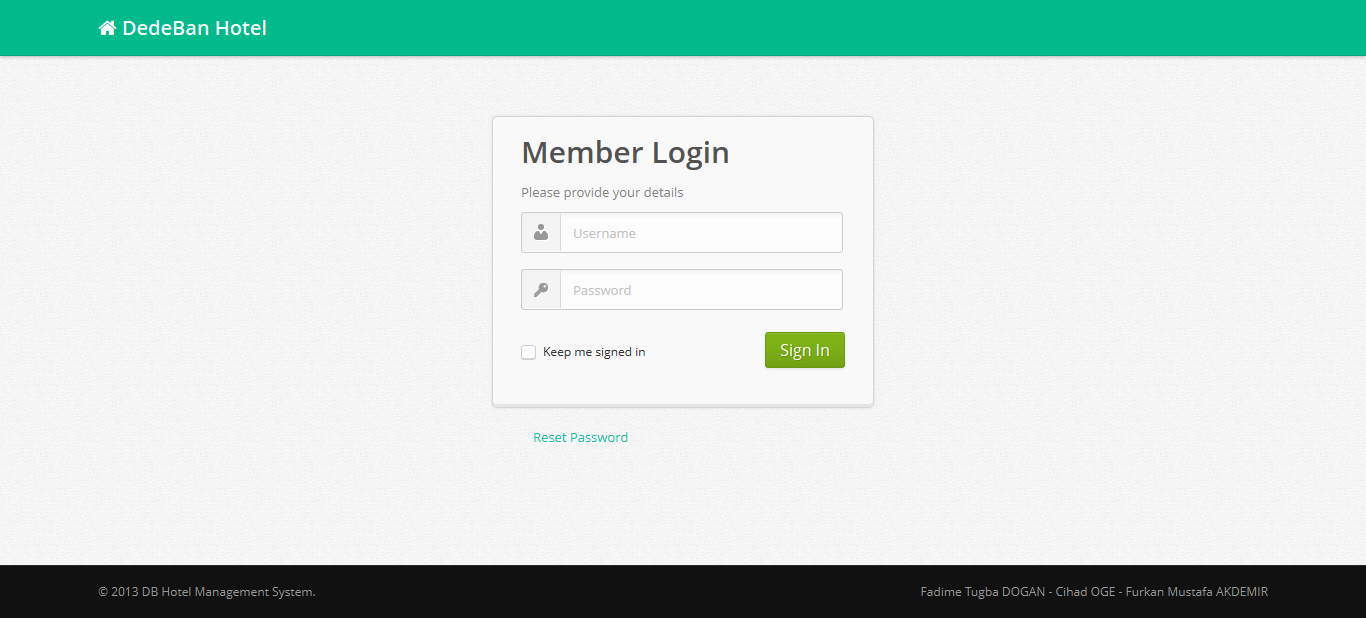 DedeBan Hotel
Member Login
Please provide your details
Username
Password
Keep me signed in
Sign In
Reset Password
© 2013 DB Hotel Management System.
Fadime Tugba DOGAN - Cihad OGE - Furkan Mustafa AKDEMIR